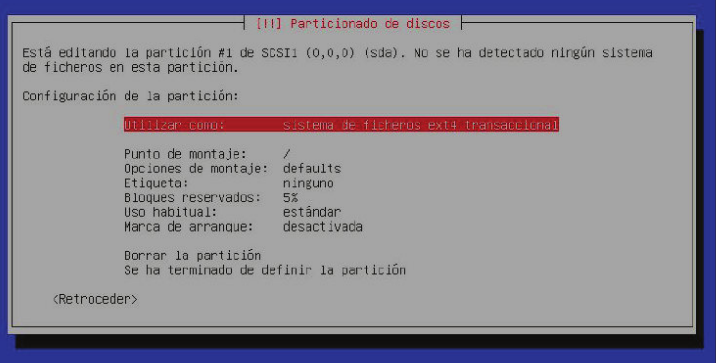 [!!] Particionado de discos
Está editando la partición #1 de SCSI1 (0,0,0) (sda). No se ha detectado ningún sistema
de ficheros en esta partición.
Configuración de la partición:
Utilizar como: sistema de ficheros ext4 transaccional
Punto de montaje: /
Opciones de montaje: defaults
Etiqueta: ninguno
Bloques reservados: 5%
Uso habitual: estándar
Marca de arranque: desactivada
Borrar la partición
Se ha terminado de definir la partición
<Retroceder>